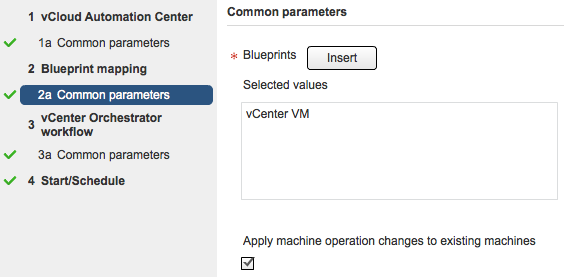 1 vCloud Automation Center
1a Common parameters
2 Blueprint mapping
2a Common parameters
3 vCenter Orchestrator
workflow
3a Common parameters
4 Start/Schedule
Common parameters
* Blueprints Insert
Selected values
vCenter VM
Apply machine operation changes to existing machines